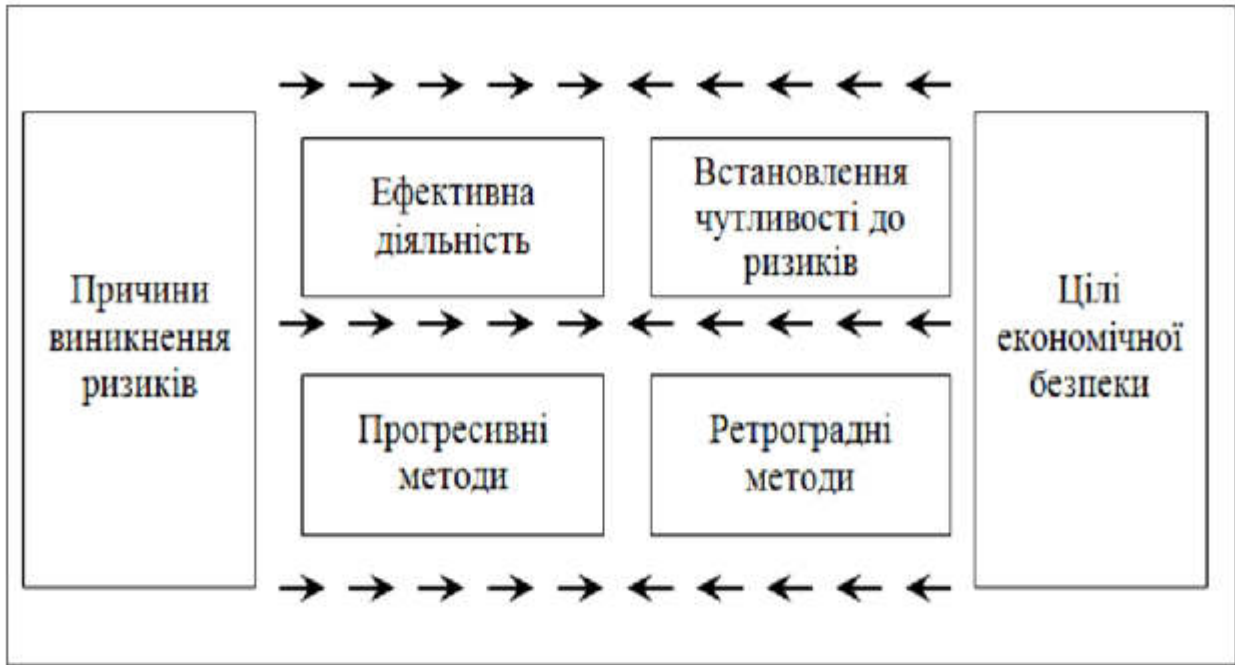 Причини
виникнення
ризиків
Ефективна
діяльність
Встановлення
чутливості до
ризиків
Прогресивні
методи
Ретроградні
методи
Цілі
економічної
безпеки